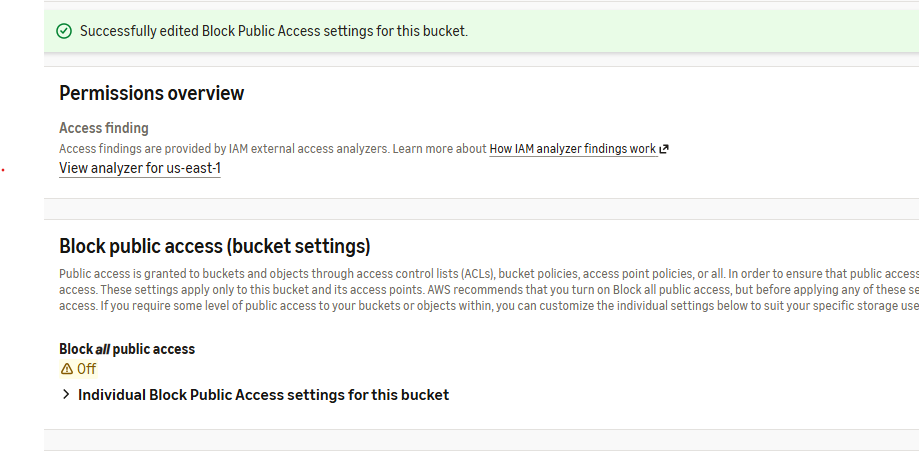 Successfully edited Block Public Access settings for this bucket.
Permissions overview
Access finding
Access findings are provided by IAM external access analyzers. Learn more about How IAM analyzer findings work
View analyzer for us-east-1
Block public access (bucket settings)
Public access is granted to buckets and objects through access control lists (ACLs), bucket policies, access point policies, or all. In order to ensure that public access
access. These settings apply only to this bucket and its access points. AWS recommends that you turn on Block all public access, but before applying any of these se
access. If you require some level of public access to your buckets or objects within, you can customize the individual settings below to suit your specific storage use
Block all public access
Off
Individual Block Public Access settings for this bucket